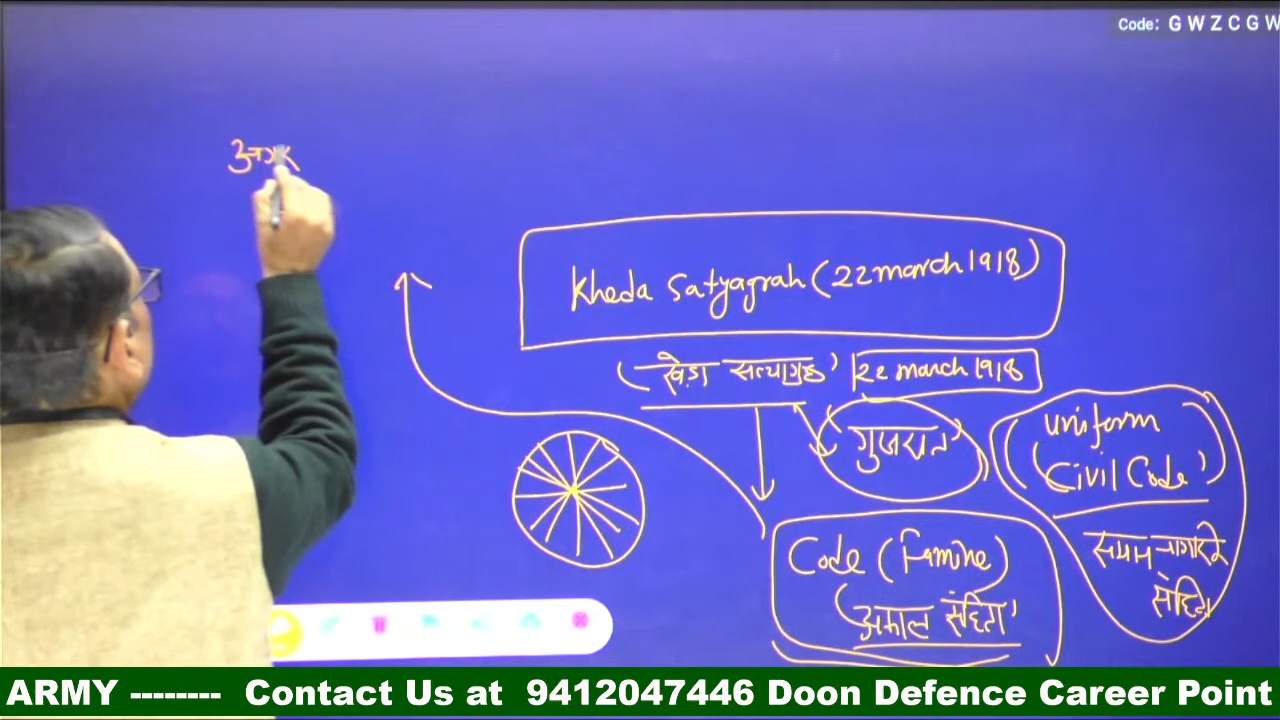 Code: G W Z C G W
अगर
Kheda Satyagrah (22 march 1918)
(खेड़ा सत्याग्रह) 22 march 1918
गुजरात
uniform
Civil Code
समान नागरिक
संहिता
Code (Famine)
अकाल संहिता
ARMY -------- Contact Us at 9412047446 Doon Defence Career Point